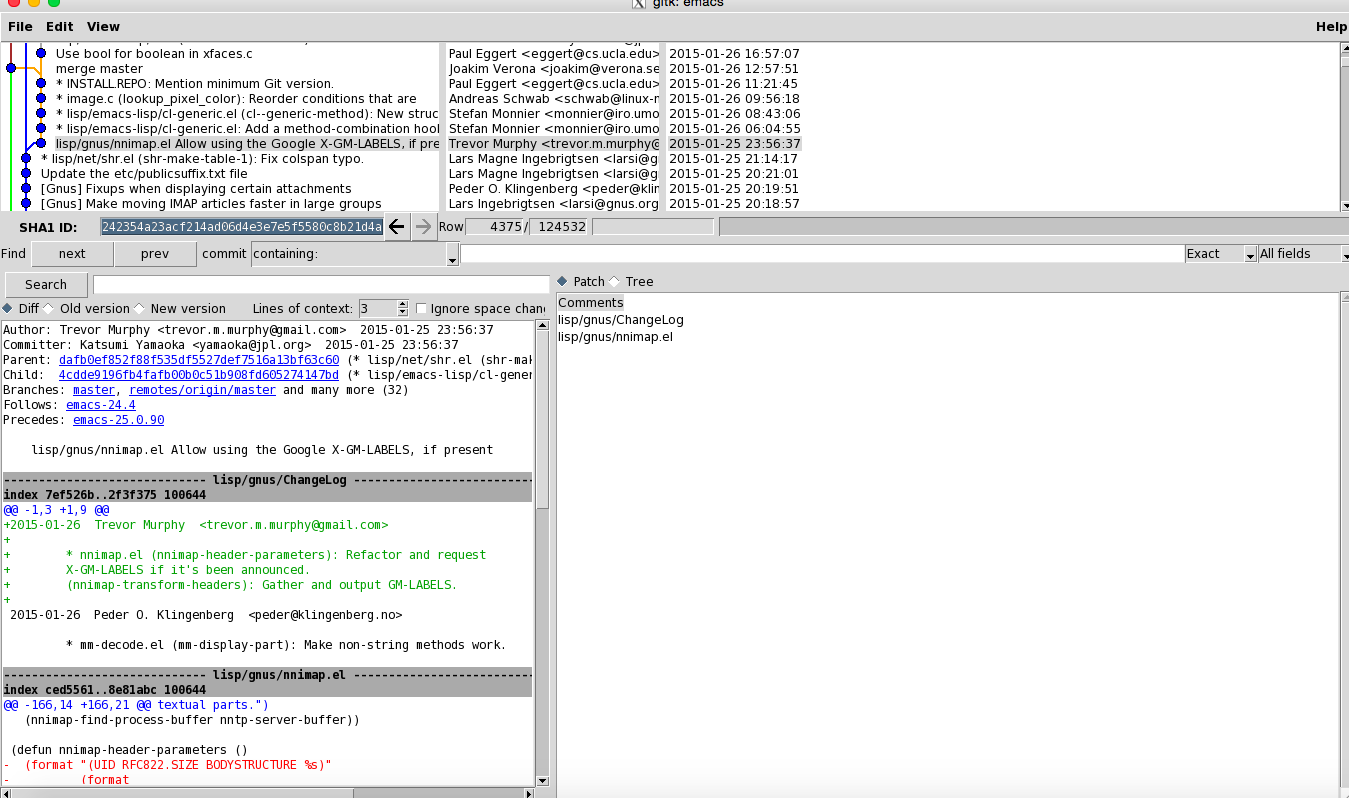 gitk: emacs
File Edit View Help
Use bool for boolean in xfaces.c Paul Eggert <eggert@cs.ucla.edu> 2015-01-26 16:57:07
merge master Joakim Verona <joakim@verona.se 2015-01-26 12:57:51
* INSTALL.REPO: Mention minimum Git version. Paul Eggert <eggert@cs.ucla.edu> 2015-01-26 11:21:45
* image.c (lookup_pixel_color): Reorder conditions that are Andreas Schwab <schwab@linux-m 2015-01-26 09:56:18
* lisp/emacs-lisp/cl-generic.el (cl--generic-method): New struc Stefan Monnier <monnier@iro.umo 2015-01-26 08:43:06
* lisp/emacs-lisp/cl-generic.el: Add a method-combination hool Stefan Monnier <monnier@iro.umo 2015-01-26 06:04:55
lisp/gnus/nnimap.el Allow using the Google X-GM-LABELS, if pre Trevor Murphy <trevor.m.murphy@ 2015-01-25 23:56:37
* lisp/net/shr.el (shr-make-table-1): Fix colspan typo. Lars Magne Ingebrigtsen <larsi@g 2015-01-25 21:14:17
Update the etc/publicsuffix.txt file Lars Magne Ingebrigtsen <larsi@g 2015-01-25 20:21:01
[Gnus] Fixups when displaying certain attachments Peder O. Klingenberg <peder@klin 2015-01-25 20:19:51
[Gnus] Make moving IMAP articles faster in large groups Lars Ingebrigtsen <larsi@gnus.org 2015-01-25 20:18:57
SHA1 ID: 242354a23acf214ad06d4e3e7e5f5580c8b21d4a Row 4375 / 124532
Find next prev commit containing: Exact All fields
Search
Patch Tree
Diff Old version New version Lines of context: 3 Ignore space chan
Comments
lisp/gnus/ChangeLog
lisp/gnus/nnimap.el
Author: Trevor Murphy <trevor.m.murphy@gmail.com> 2015-01-25 23:56:37
Committer: Katsumi Yamaoka <yamaoka@jpl.org> 2015-01-25 23:56:37
Parent: dafb0ef852f88f535df5527def7516a13bf63c60 (* lisp/net/shr.el (shr-mak
Child: 4cdde9196fb4fafb00b0c51b908fd605274147bd (* lisp/emacs-lisp/cl-gener
Branches: master, remotes/origin/master and many more (32)
Follows: emacs-24.4
Precedes: emacs-25.0.90
lisp/gnus/nnimap.el Allow using the Google X-GM-LABELS, if present
----------------------------- lisp/gnus/ChangeLog --------------------------
index 7ef526b..2f3f375 100644
@@ -1,3 +1,9 @@
+2015-01-26  Trevor Murphy  <trevor.m.murphy@gmail.com>
+
+        * nnimap.el (nnimap-header-parameters): Refactor and request
+        X-GM-LABELS if it's been announced.
+        (nnimap-transform-headers): Gather and output GM-LABELS.
+
2015-01-26  Peder O. Klingenberg  <peder@klingenberg.no>
* mm-decode.el (mm-display-part): Make non-string methods work.
----------------------------- lisp/gnus/nnimap.el --------------------------
index ced5561..8e81abc 100644
@@ -166,14 +166,21 @@ textual parts.")
(nnimap-find-process-buffer nntp-server-buffer))
(defun nnimap-header-parameters ()
-  (format "(UID RFC822.SIZE BODYSTRUCTURE %s)"
-          (format